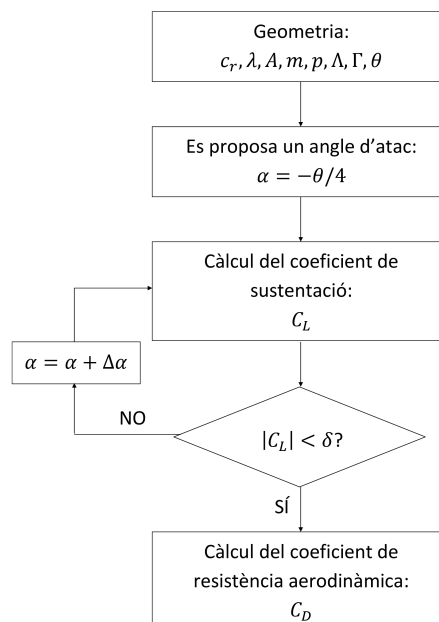 Geometria:
c_r, λ, A, m, p, Λ, Γ, θ
Es proposa un angle d'atac:
α = −θ/4
Càlcul del coeficient de
sustentació:
C_L
α = α + Δα
NO
|C_L| < δ?
SÍ
Càlcul del coeficient de
resistència aerodinàmica:
C_D